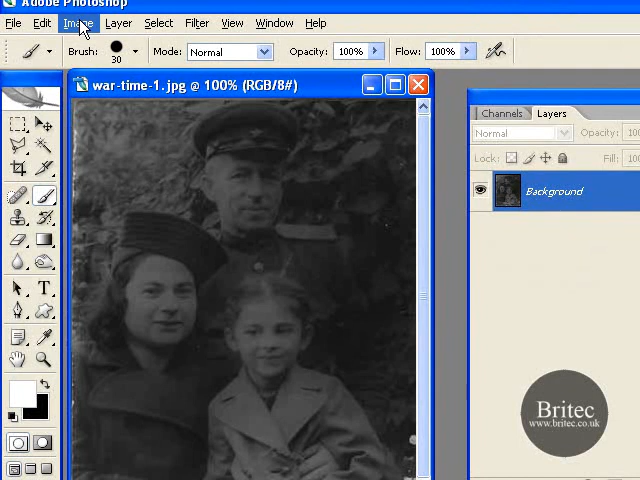 Adobe Photoshop
File Edit Image Layer Select Filter View Window Help
Brush: 30 Mode: Normal Opacity: 100% Flow: 100%
war-time-1.jpg @ 100% (RGB/8#)
Channels Layers
Normal Opacity:
Lock: Fill:
Background
T
Britec
www.britec.co.uk